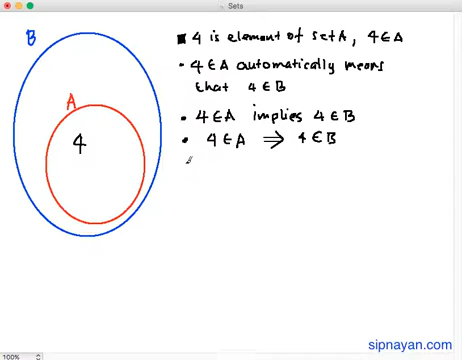 Sets
B
A
4
4 is element of set A, 4 ∈ A
• 4 ∈ A automatically means
that 4 ∈ B
• 4 ∈ A implies 4 ∈ B
• 4 ∈ A ⇒ 4 ∈ B
100%
sipnayan.com